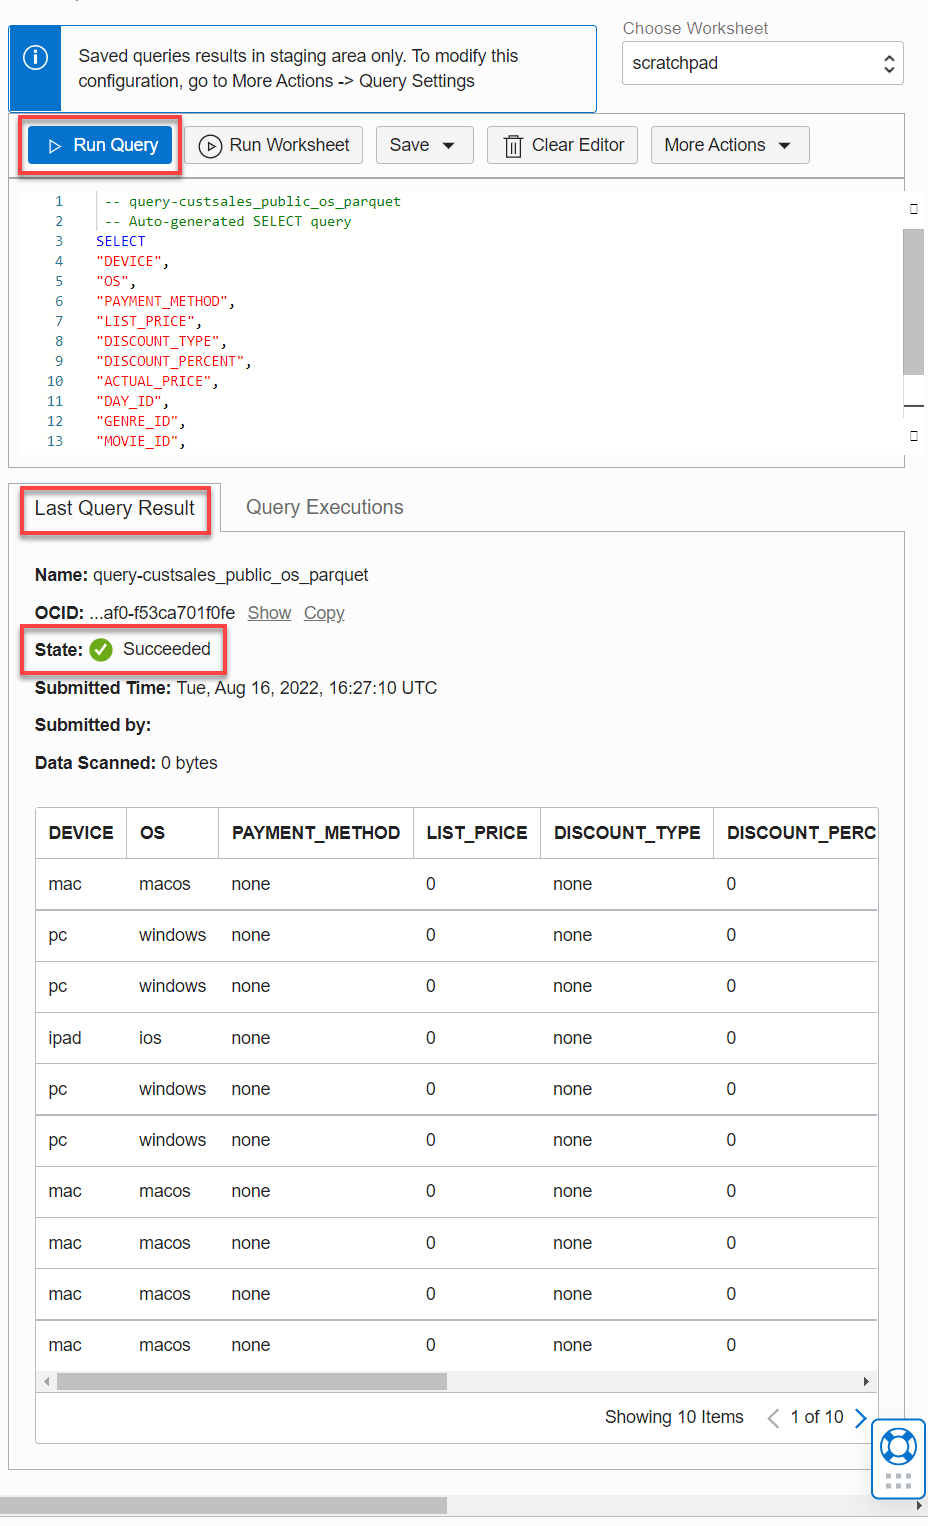 Choose Worksheet
Saved queries results in staging area only. To modify this
configuration, go to More Actions -> Query Settings
scratchpad
Run Query Run Worksheet Save Clear Editor More Actions
1 -- query-custsales_public_os_parquet
2 -- Auto-generated SELECT query
3 SELECT
4 "DEVICE",
5 "OS",
6 "PAYMENT_METHOD",
7 "LIST_PRICE",
8 "DISCOUNT_TYPE",
9 "DISCOUNT_PERCENT",
10 "ACTUAL_PRICE",
11 "DAY_ID",
12 "GENRE_ID",
13 "MOVIE_ID",
Last Query Result Query Executions
Name: query-custsales_public_os_parquet
OCID: ...af0-f53ca701f0fe Show Copy
State: Succeeded
Submitted Time: Tue, Aug 16, 2022, 16:27:10 UTC
Submitted by:
Data Scanned: 0 bytes
DEVICE OS PAYMENT_METHOD LIST_PRICE DISCOUNT_TYPE DISCOUNT_PERC
mac macos none 0 none 0
pc windows none 0 none 0
pc windows none 0 none 0
ipad ios none 0 none 0
pc windows none 0 none 0
pc windows none 0 none 0
mac macos none 0 none 0
mac macos none 0 none 0
mac macos none 0 none 0
mac macos none 0 none 0
Showing 10 Items 1 of 10